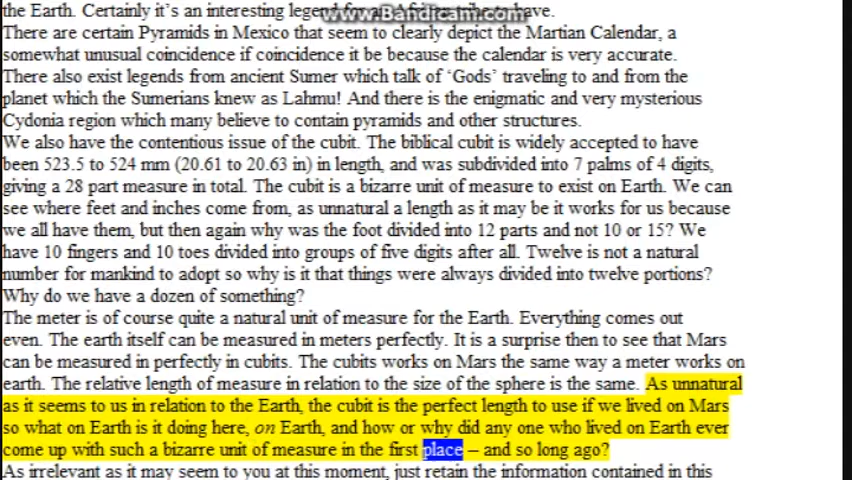 the Earth. Certainly it's an interesting legend for an African tribe to have.
www.Bandicam.com
There are certain Pyramids in Mexico that seem to clearly depict the Martian Calendar, a
somewhat unusual coincidence if coincidence it be because the calendar is very accurate.
There also exist legends from ancient Sumer which talk of ‘Gods’ traveling to and from the
planet which the Sumerians knew as Lahmu! And there is the enigmatic and very mysterious
Cydonia region which many believe to contain pyramids and other structures.
We also have the contentious issue of the cubit. The biblical cubit is widely accepted to have
been 523.5 to 524 mm (20.61 to 20.63 in) in length, and was subdivided into 7 palms of 4 digits,
giving a 28 part measure in total. The cubit is a bizarre unit of measure to exist on Earth. We can
see where feet and inches come from, as unnatural a length as it may be it works for us because
we all have them, but then again why was the foot divided into 12 parts and not 10 or 15? We
have 10 fingers and 10 toes divided into groups of five digits after all. Twelve is not a natural
number for mankind to adopt so why is it that things were always divided into twelve portions?
Why do we have a dozen of something?
The meter is of course quite a natural unit of measure for the Earth. Everything comes out
even. The earth itself can be measured in meters perfectly. It is a surprise then to see that Mars
can be measured in perfectly in cubits. The cubits works on Mars the same way a meter works on
earth. The relative length of measure in relation to the size of the sphere is the same. As unnatural
as it seems to us in relation to the Earth, the cubit is the perfect length to use if we lived on Mars
so what on Earth is it doing here, on Earth, and how or why did any one who lived on Earth ever
come up with such a bizarre unit of measure in the first place – and so long ago?
As irrelevant as it may seem to you at this moment, just retain the information contained in this